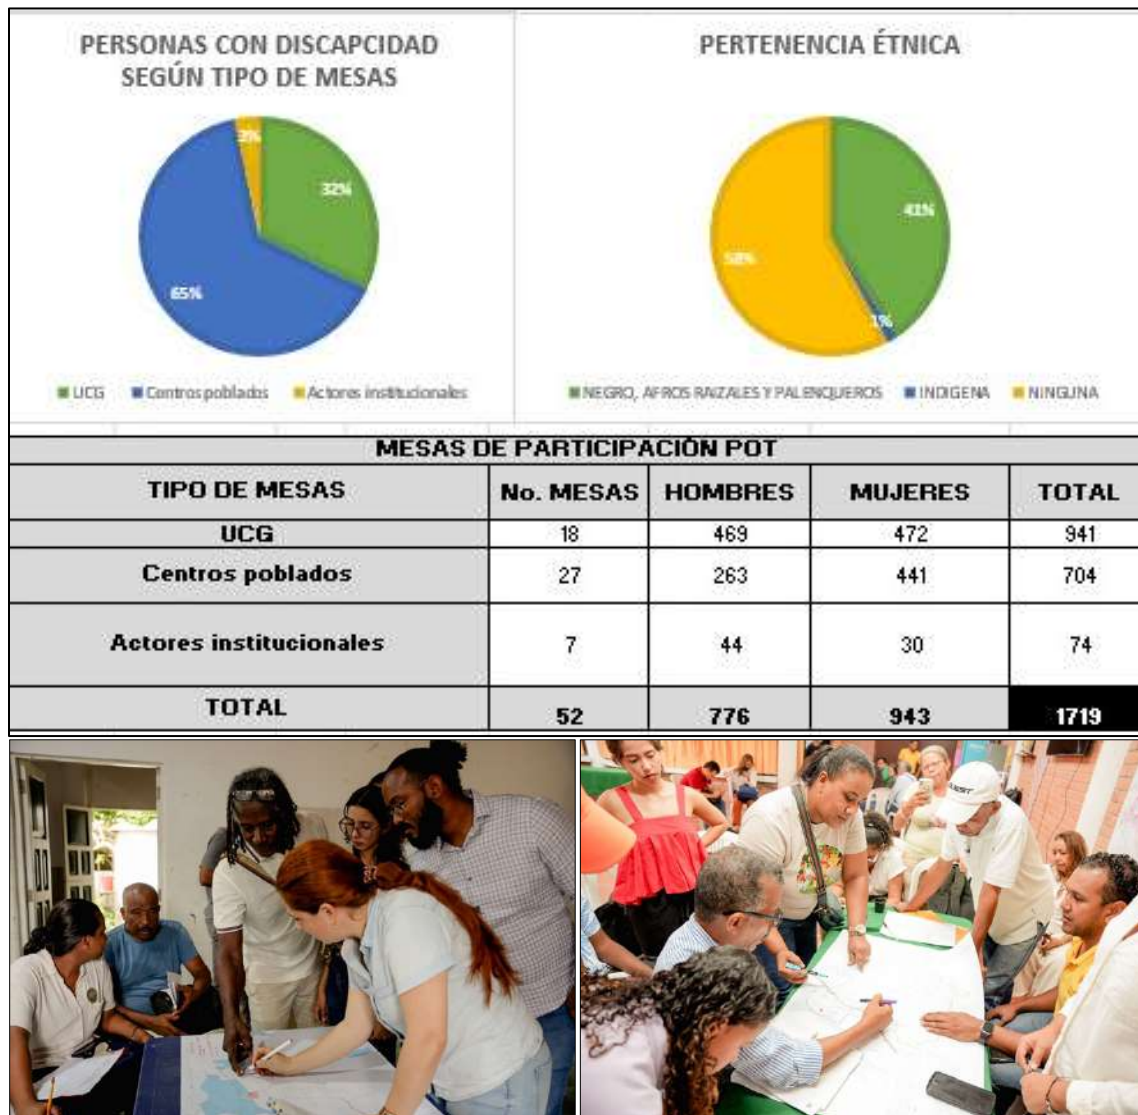 PERSONAS CON DISCAPCIDAD
SEGÚN TIPO DE MESAS
3%
32%
65%
UCG Centros poblados Actores institucionales
PERTENENCIA ÉTNICA
41%
58%
1%
NEGRO, AFROS RAIZALES Y PALENQUEROS INDIGENA NINGUNA
MESAS DE PARTICIPACIÓN POT
TIPO DE MESAS No. MESAS HOMBRES MUJERES TOTAL
UCG 18 469 472 941
Centros poblados 27 263 441 704
Actores institucionales 7 44 30 74
TOTAL 52 776 943 1719